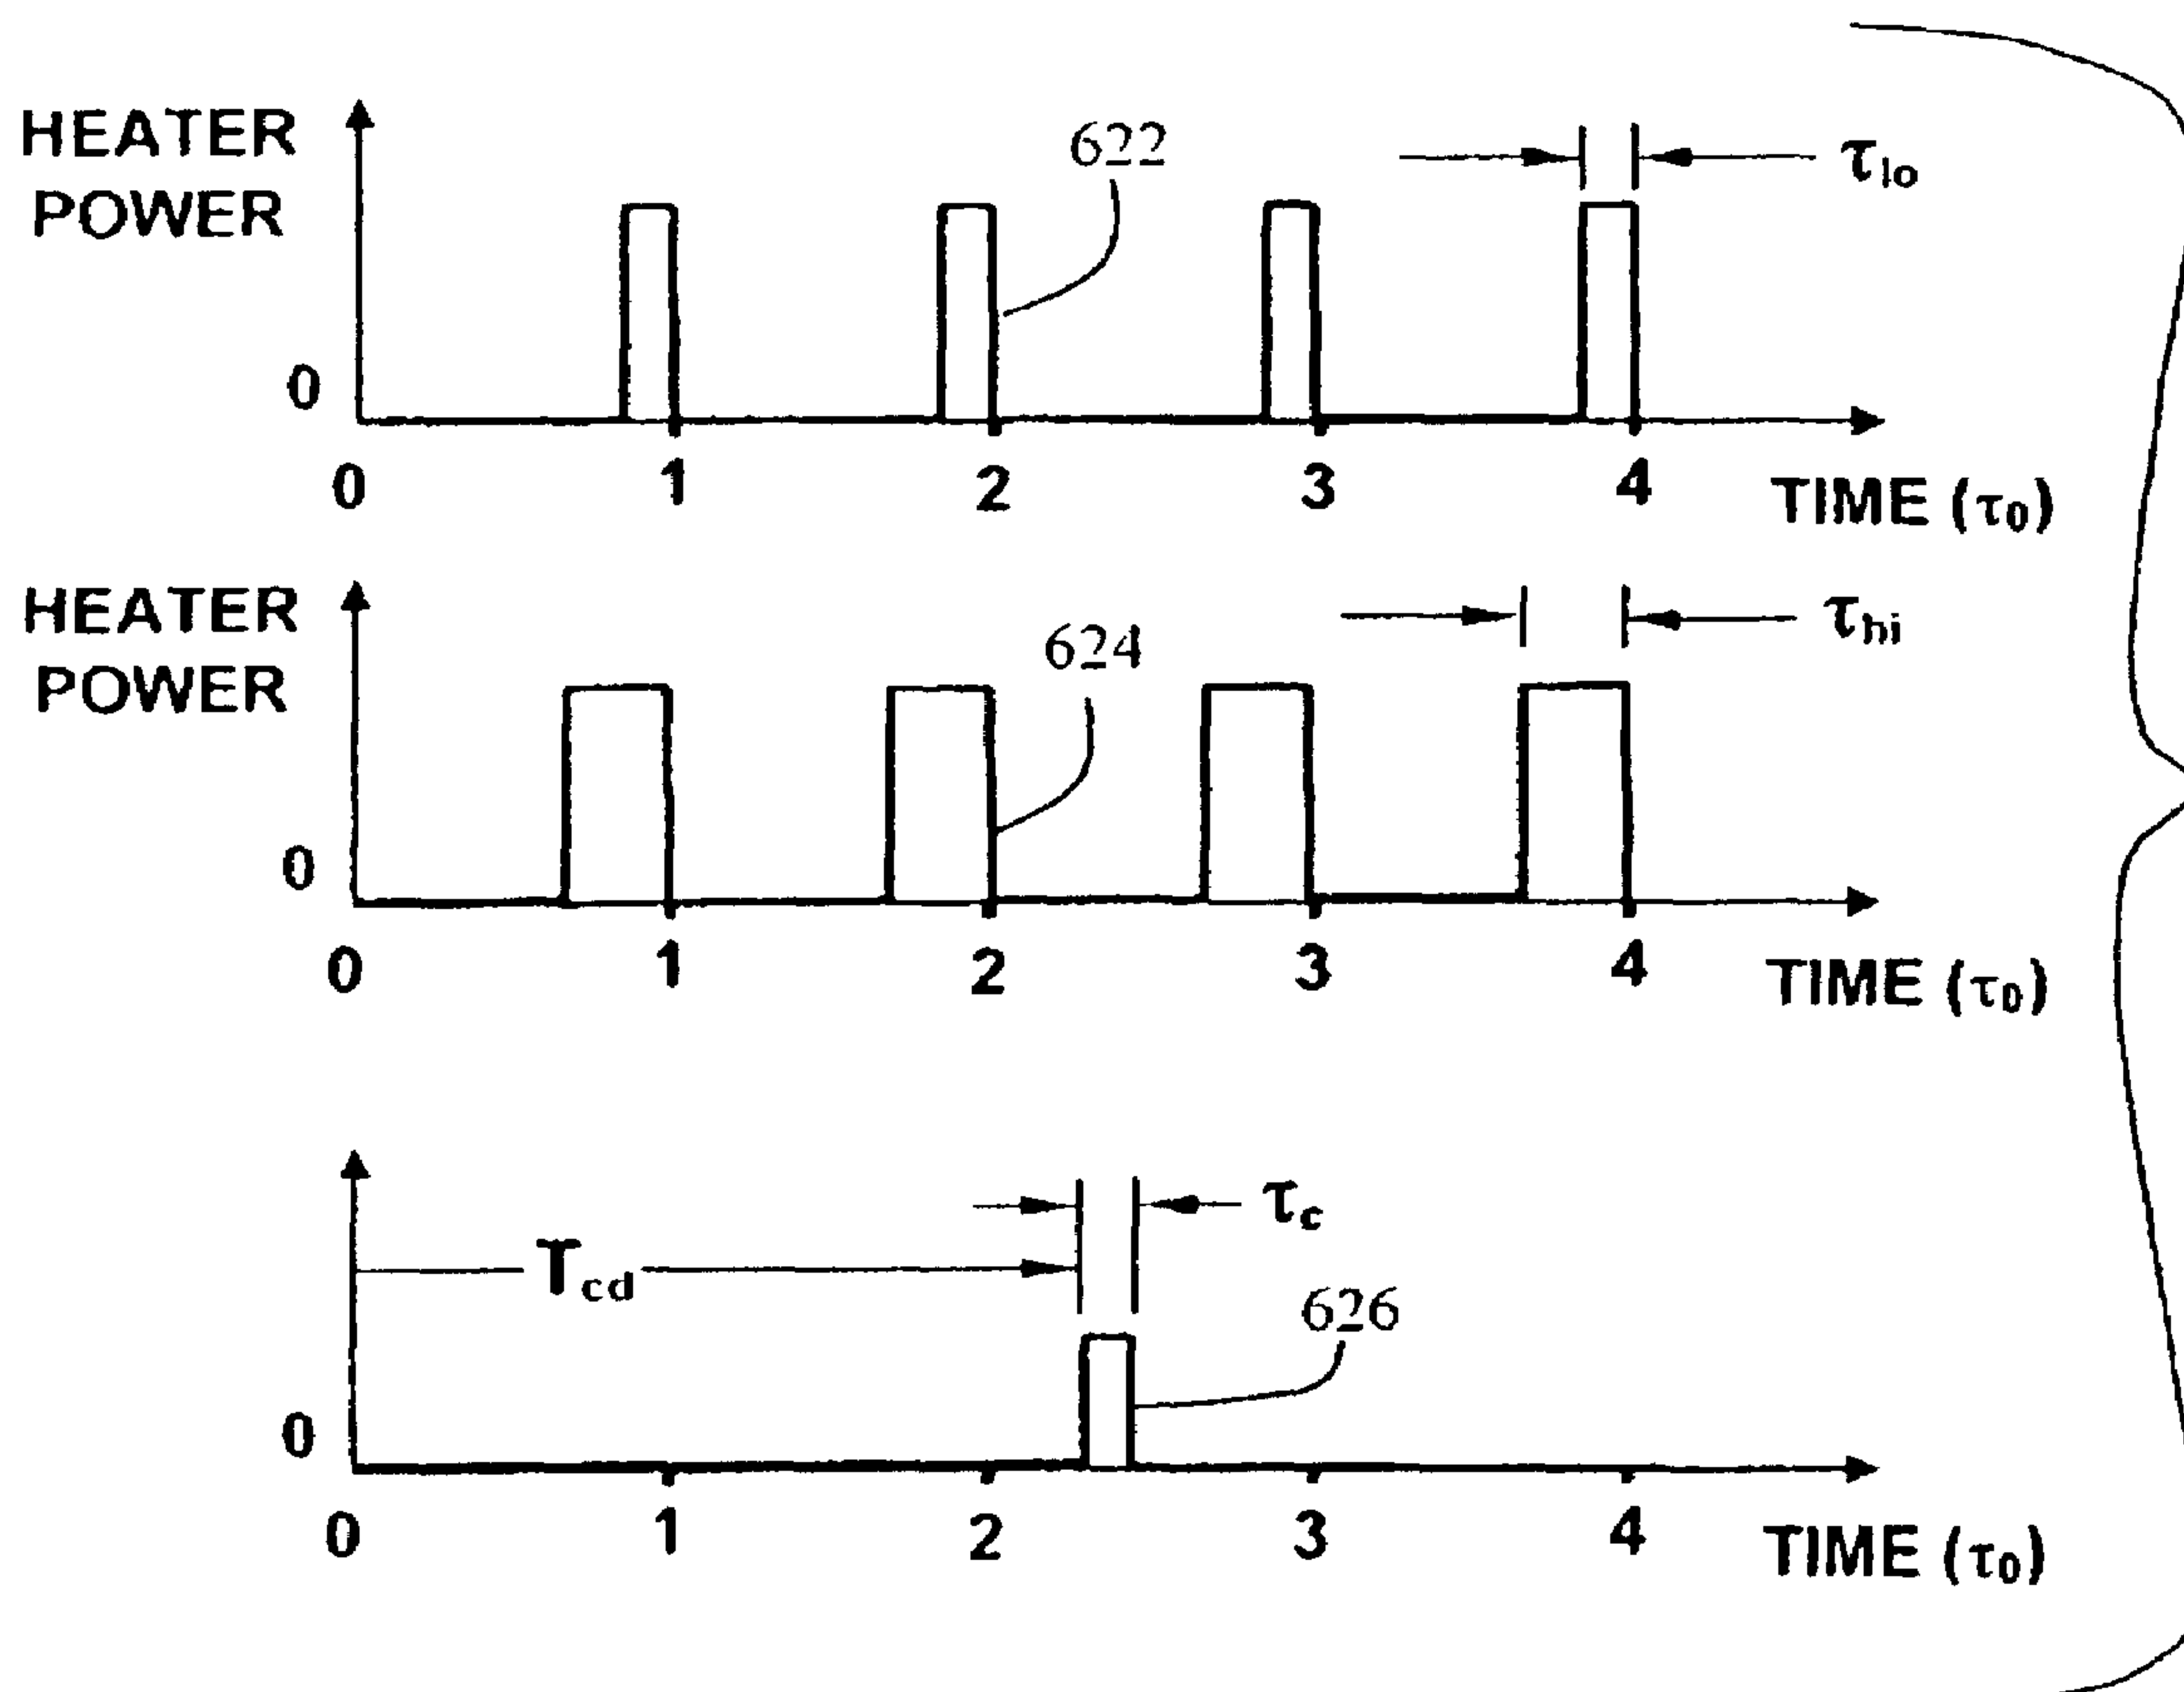 HEATER
POWER
622
τlo
0
0 1 2 3 4 TIME (τ0)
HEATER
POWER
624
τhi
0
0 1 2 3 4 TIME (τ0)
τc
Tcd
626
0
0 1 2 3 4 TIME (τ0)